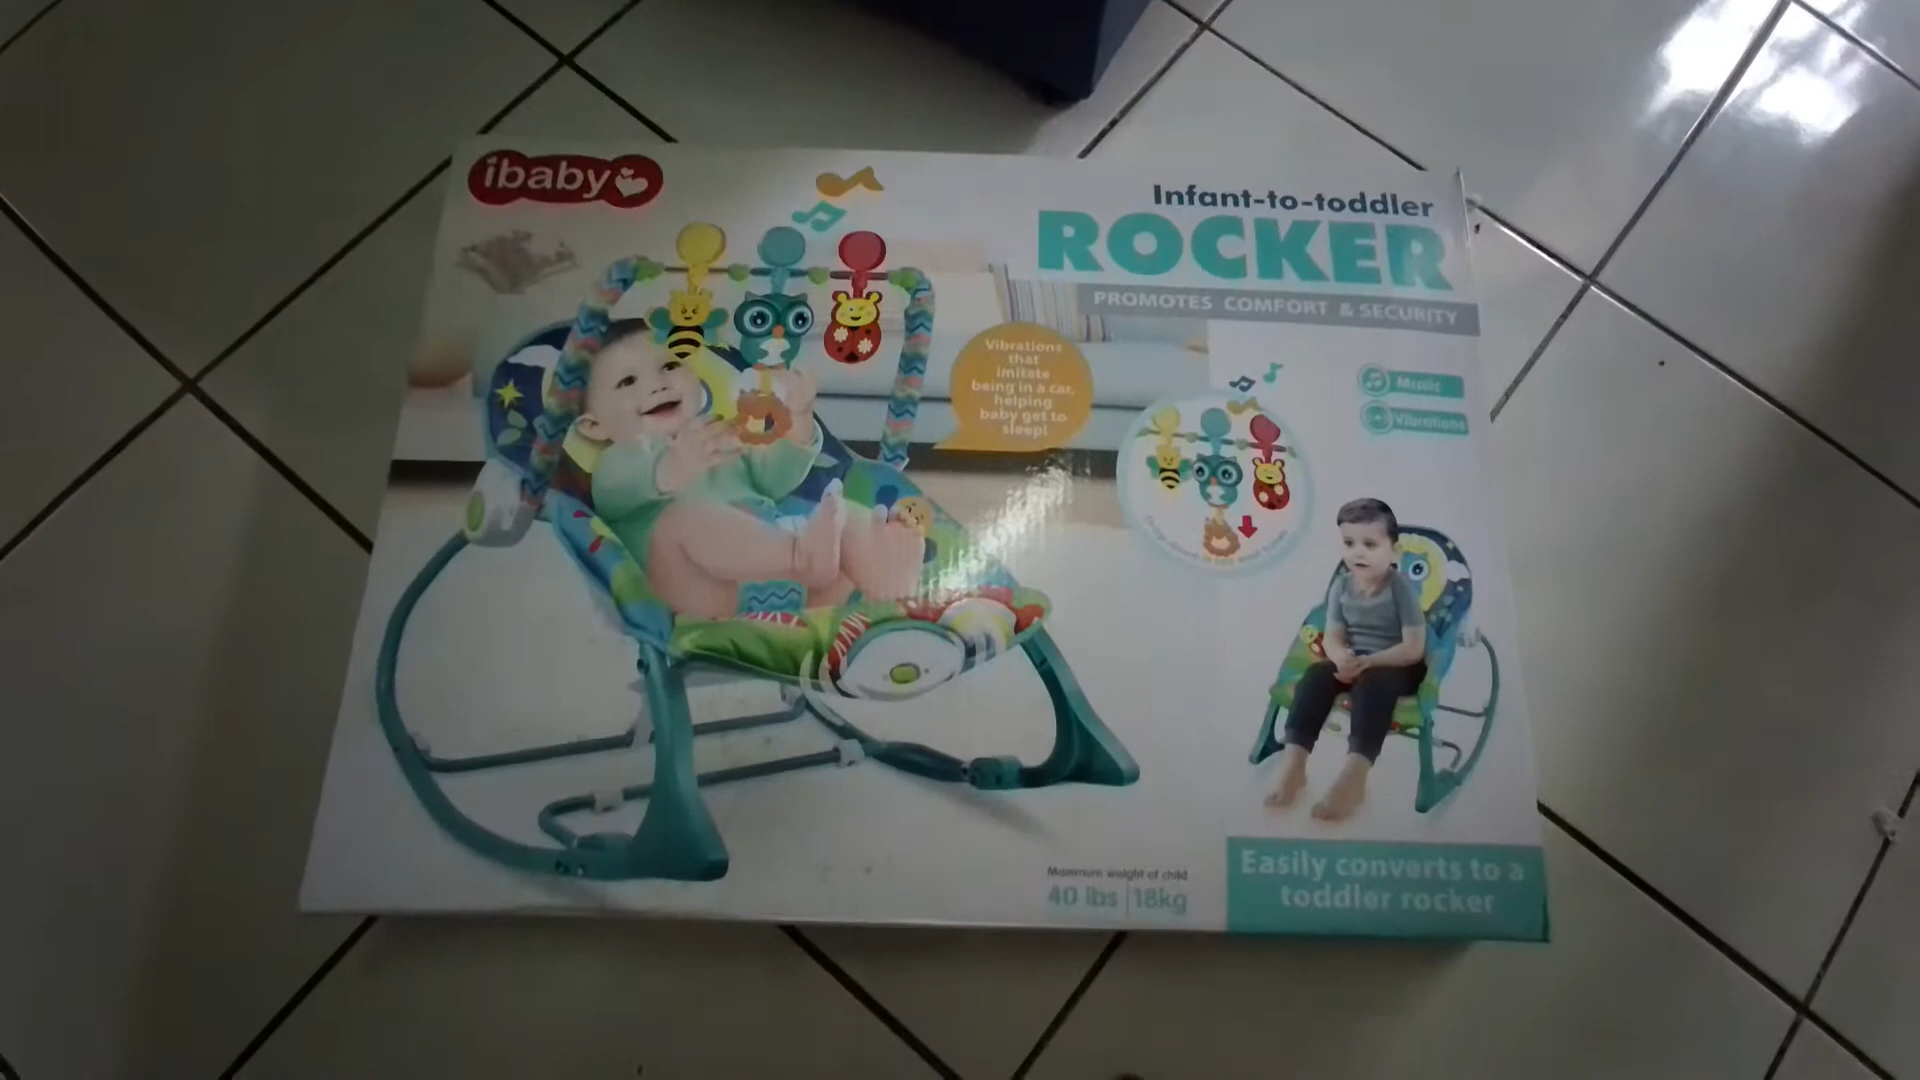 ibaby
Infant-to-toddler
ROCKER
PROMOTES COMFORT & SECURITY
Vibrations
that
imitate
being in a car,
helping
baby get to
sleep!
Music
Vibrations
Maximum weight of child
40 lbs | 18kg
Easily converts to a
toddler rocker